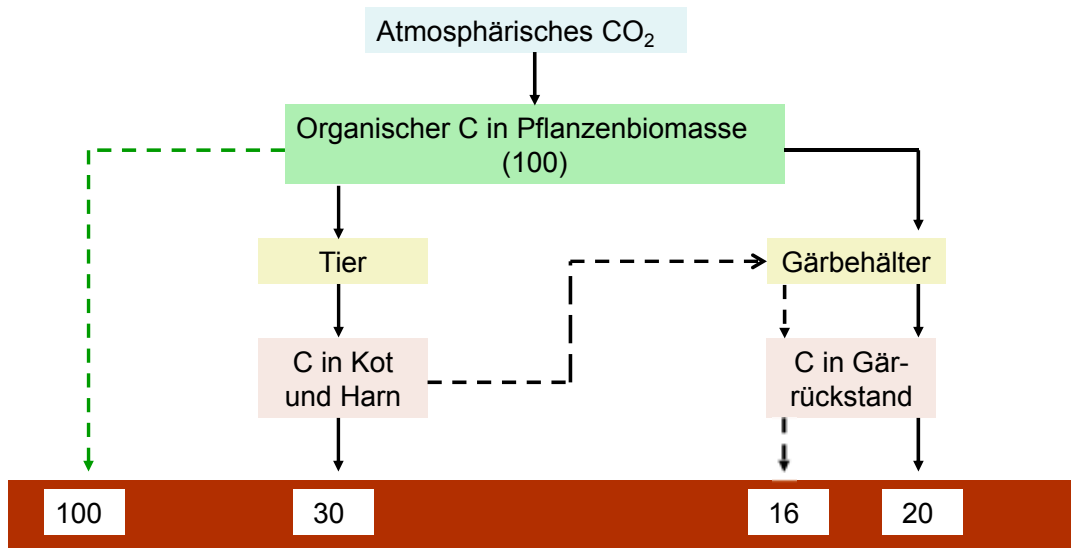 Atmosphärisches CO₂
Organischer C in Pflanzenbiomasse
(100)
Tier
Gärbehälter
C in Kot
und Harn
C in Gär-
rückstand
100
30
16
20